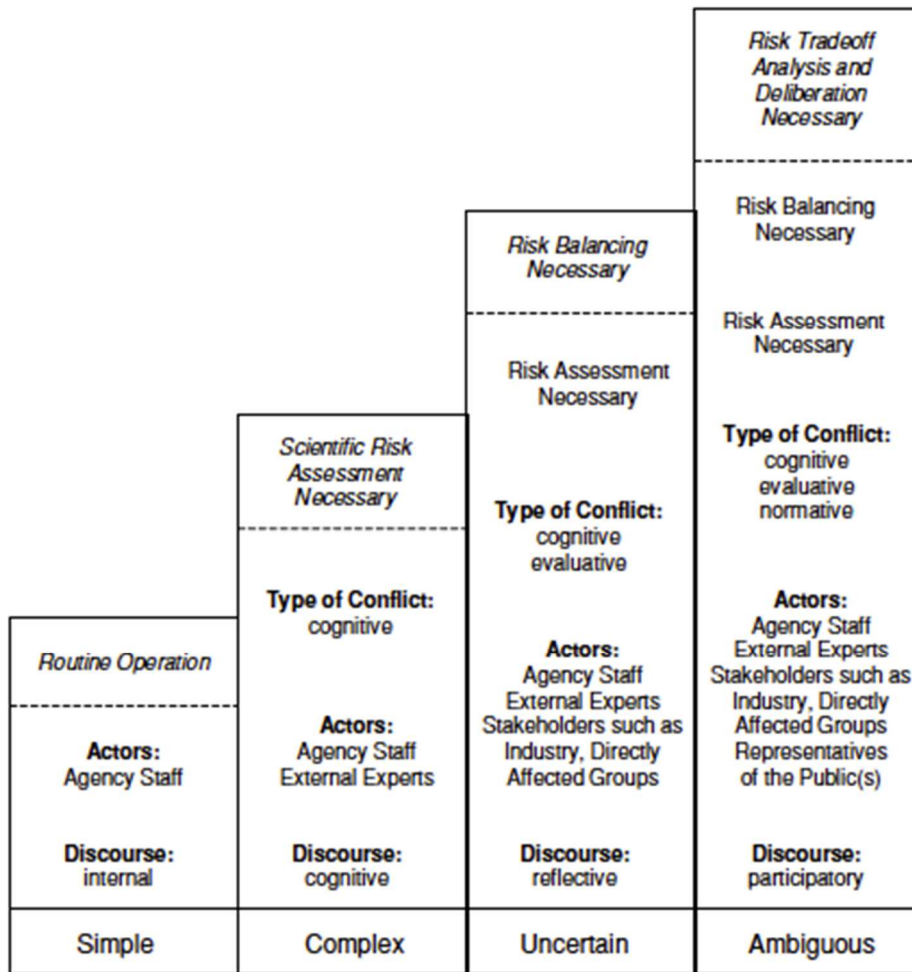 Routine Operation
Actors:
Agency Staff
Discourse:
internal
Simple
Scientific Risk
Assessment
Necessary
Type of Conflict:
cognitive
Actors:
Agency Staff
External Experts
Discourse:
cognitive
Complex
Risk Balancing
Necessary
Risk Assessment
Necessary
Type of Conflict:
cognitive
evaluative
Actors:
Agency Staff
External Experts
Stakeholders such as
Industry, Directly
Affected Groups
Discourse:
reflective
Uncertain
Risk Tradeoff
Analysis and
Deliberation
Necessary
Risk Balancing
Necessary
Risk Assessment
Necessary
Type of Conflict:
cognitive
evaluative
normative
Actors:
Agency Staff
External Experts
Stakeholders such as
Industry, Directly
Affected Groups
Representatives
of the Public(s)
Discourse:
participatory
Ambiguous